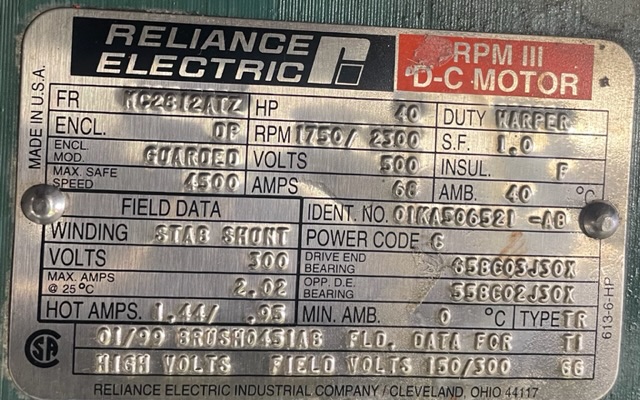 RELIANCE ELECTRIC
RPM III
D-C MOTOR
MADE IN U.S.A.
FR MC2812ATZ HP 40 DUTY WARPER
ENCL. DP RPM 1750/ 2300 S.F. 1.0
ENCL. MOD. GUARDED VOLTS 500 INSUL. F
MAX. SAFE SPEED 4500 AMPS 68 AMB. 40 °C
FIELD DATA IDENT. NO. 01KA506521 -AB
WINDING STAB SHUNT POWER CODE C
VOLTS 300 DRIVE END BEARING 65BC03J30X
MAX. AMPS @ 25°C 2.02 OPP. D.E. BEARING 55BC02J30X
HOT AMPS. 1.44/ .95 MIN. AMB. 0 °C TYPE TR
01/99 BRUSH0451AB FLD. DATA FOR T1
HIGH VOLTS FIELD VOLTS 150/300 GG
613-6-HP
RELIANCE ELECTRIC INDUSTRIAL COMPANY / CLEVELAND, OHIO 44117